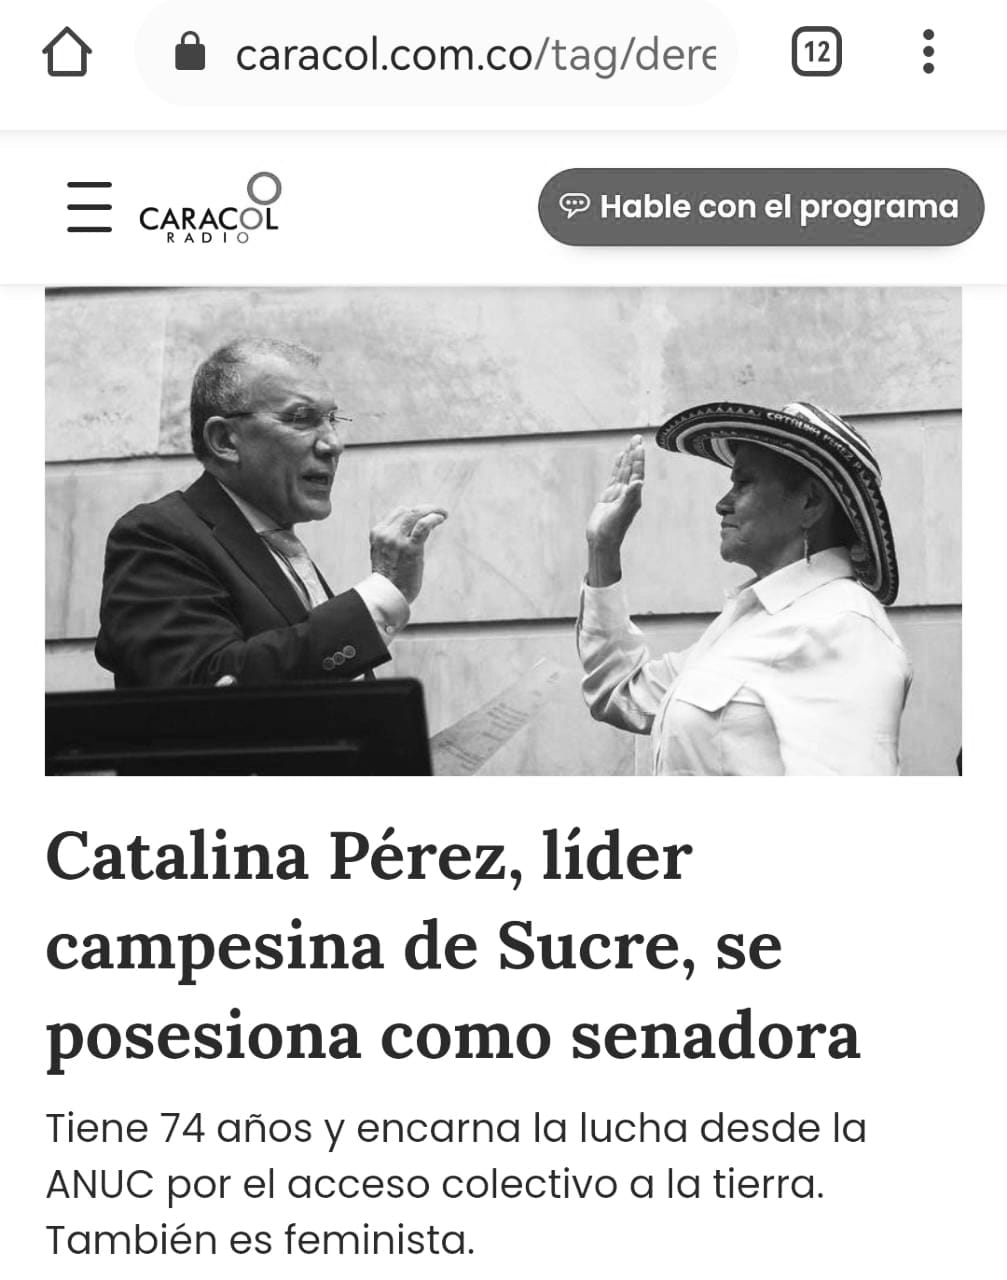 caracol.com.co/tag/dere
12
CARACOL
RADIO
Hable con el programa
CATALINA PEREZ
Catalina Pérez, líder
campesina de Sucre, se
posesiona como senadora
Tiene 74 años y encarna la lucha desde la
ANUC por el acceso colectivo a la tierra.
También es feminista.